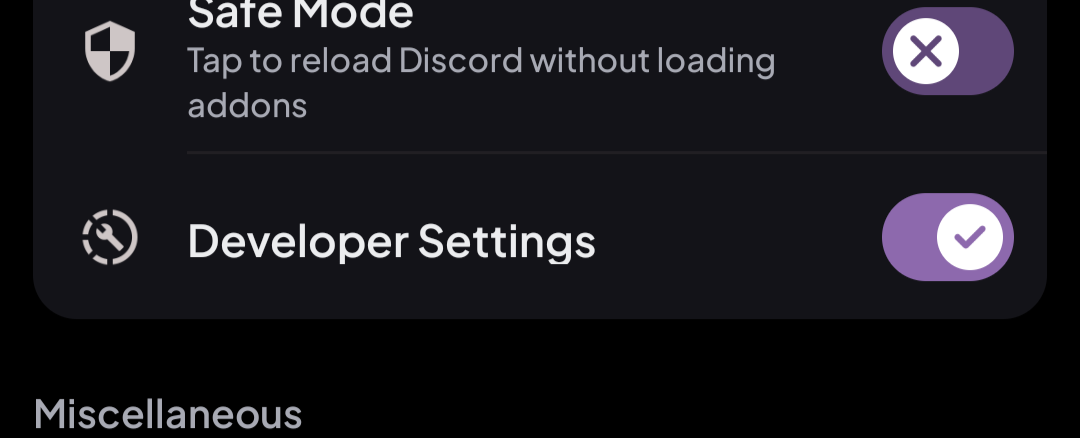 Safe Mode
Tap to reload Discord without loading
addons
Developer Settings
Miscellaneous